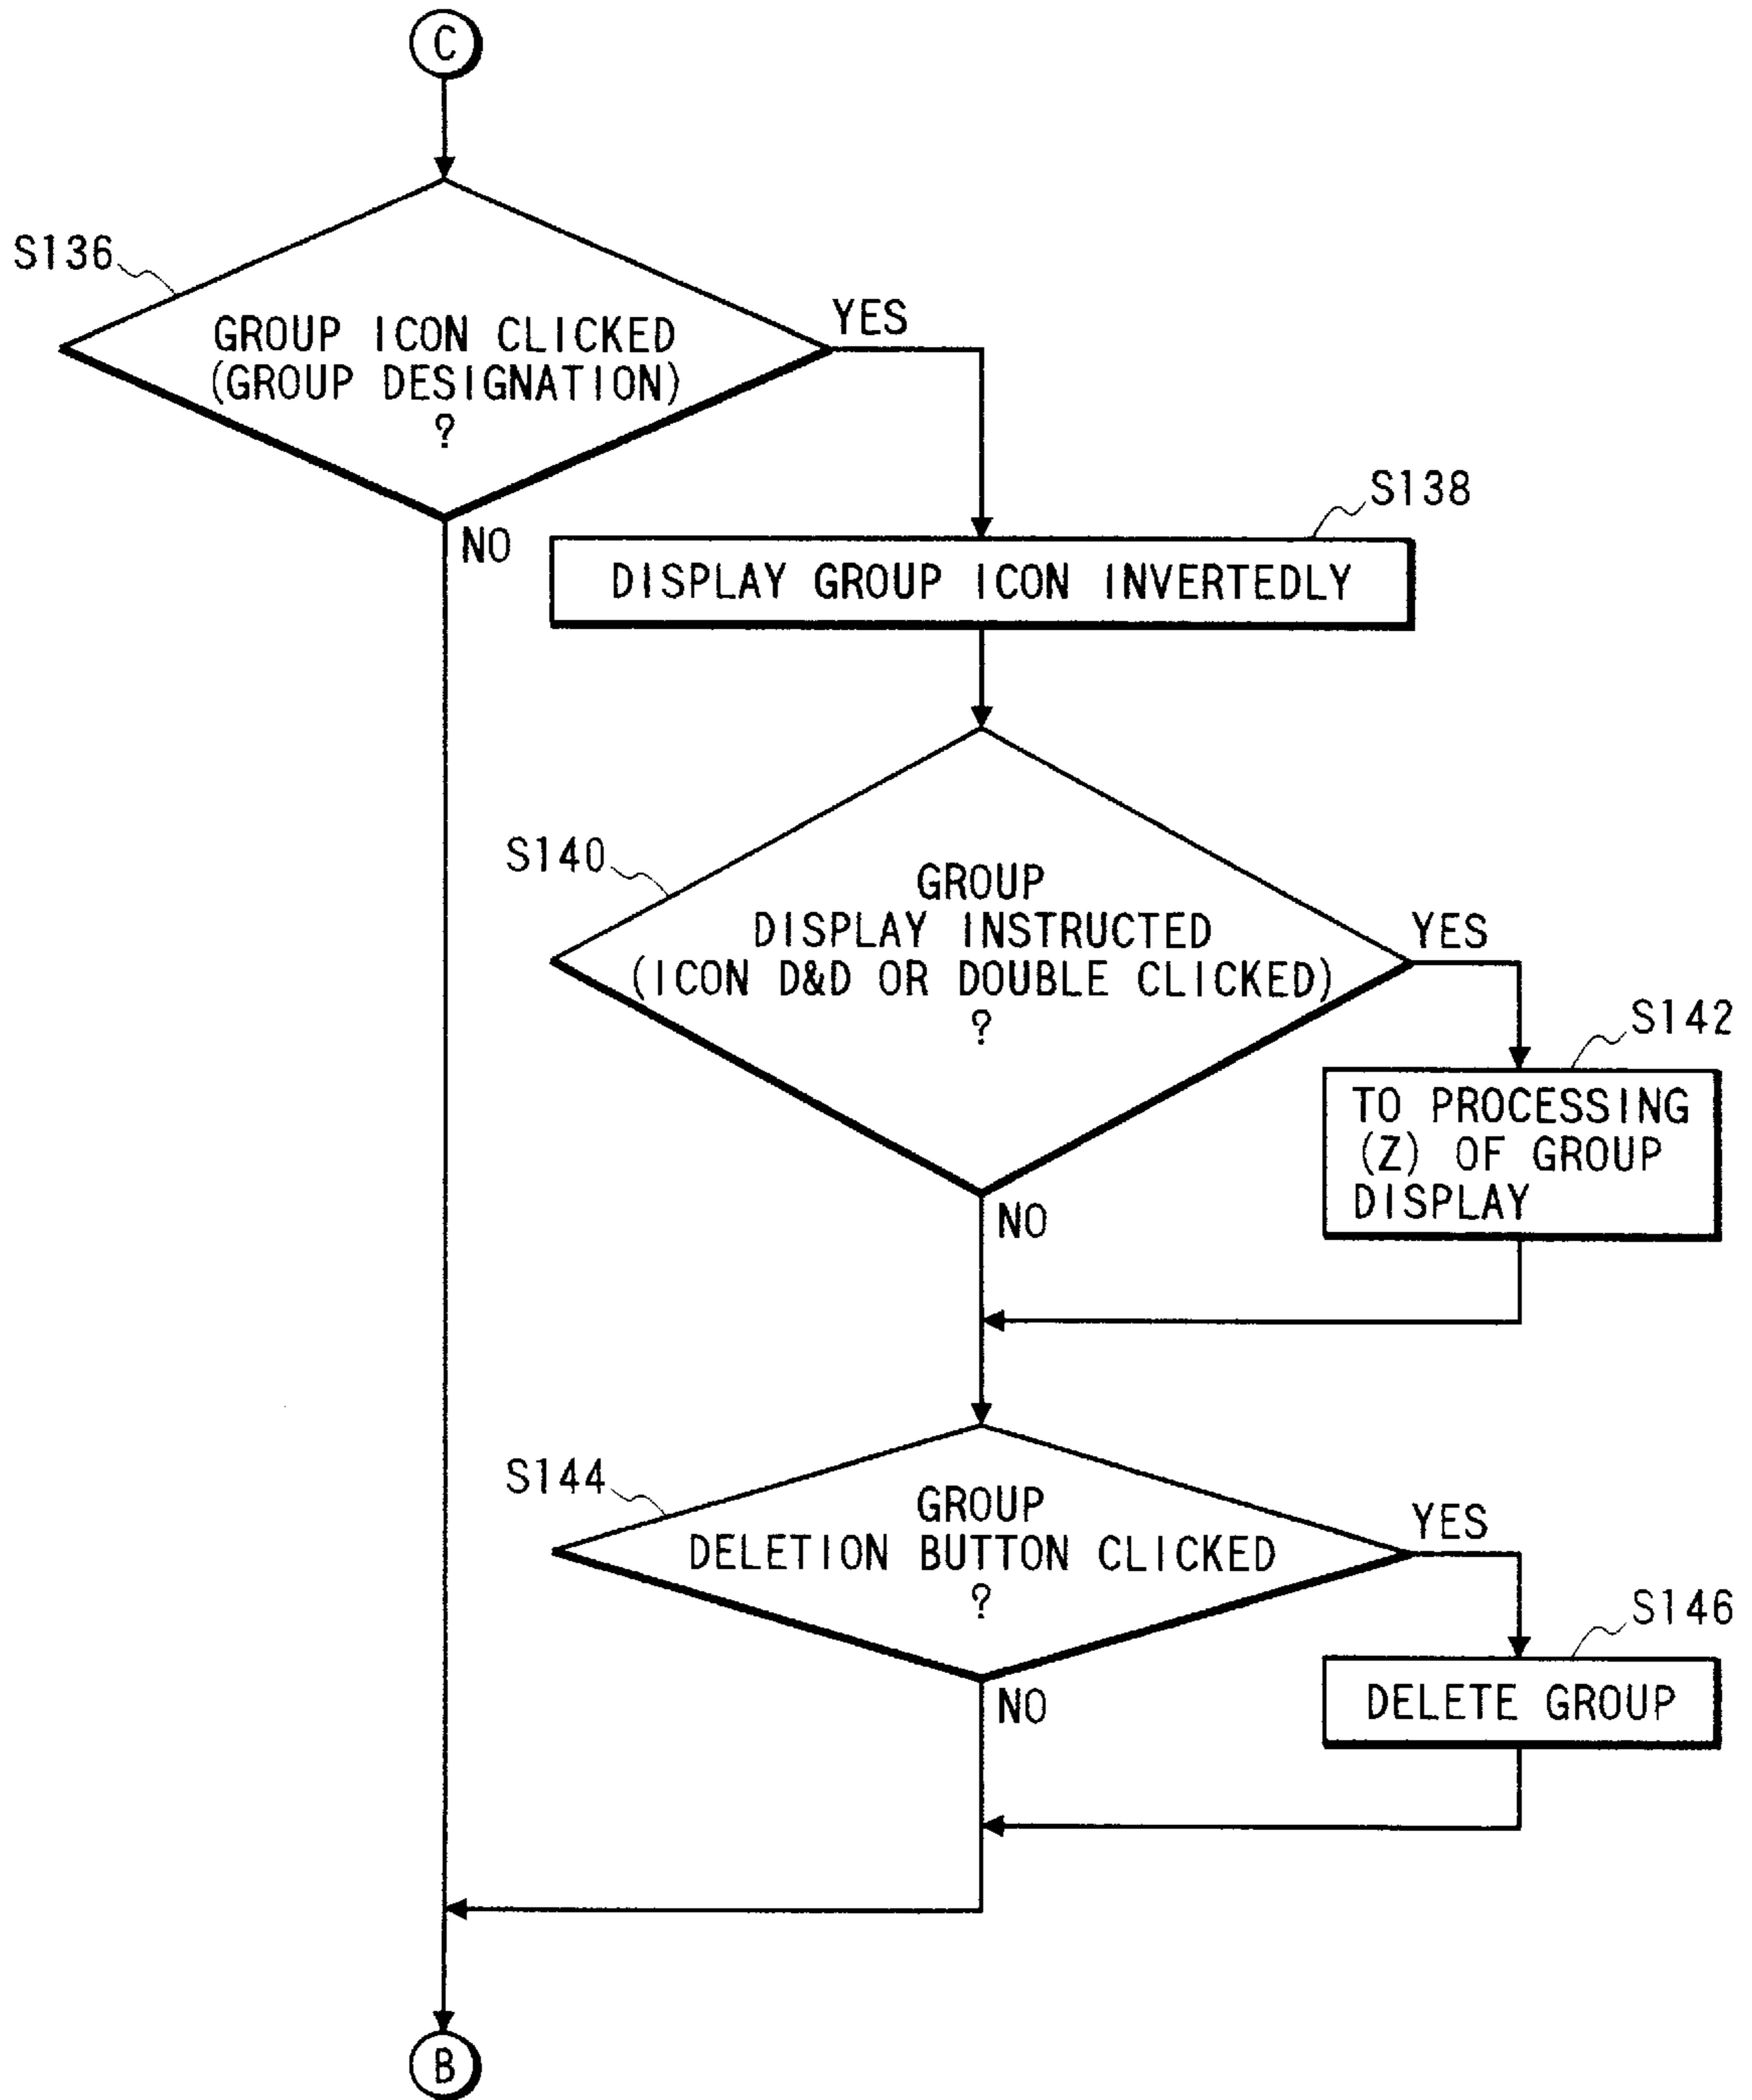 C
S136
GROUP ICON CLICKED
(GROUP DESIGNATION)
?
YES
NO
S138
DISPLAY GROUP ICON INVERTEDLY
S140
GROUP
DISPLAY INSTRUCTED
(ICON D&D OR DOUBLE CLICKED)
?
YES
NO
S142
TO PROCESSING
(Z) OF GROUP
DISPLAY
S144
GROUP
DELETION BUTTON CLICKED
?
YES
NO
S146
DELETE GROUP
B